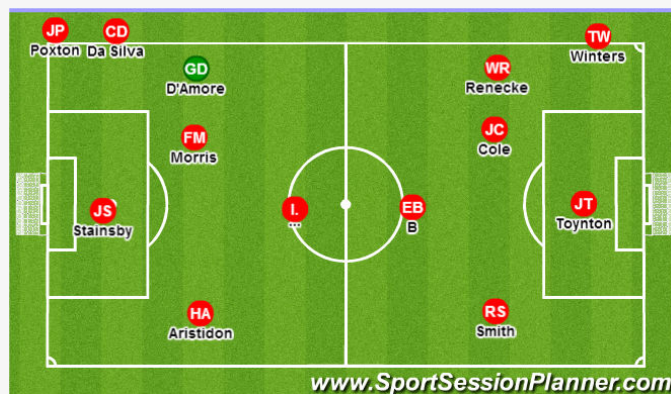 JP
Poxton
CD
Da Silva
TW
Winters
GD
D'Amore
WR
Renecke
FM
Morris
JC
Cole
JS
Stainsby
I.
...
EB
B
JT
Toynton
HA
Aristidon
RS
Smith
www.SportSessionPlanner.com